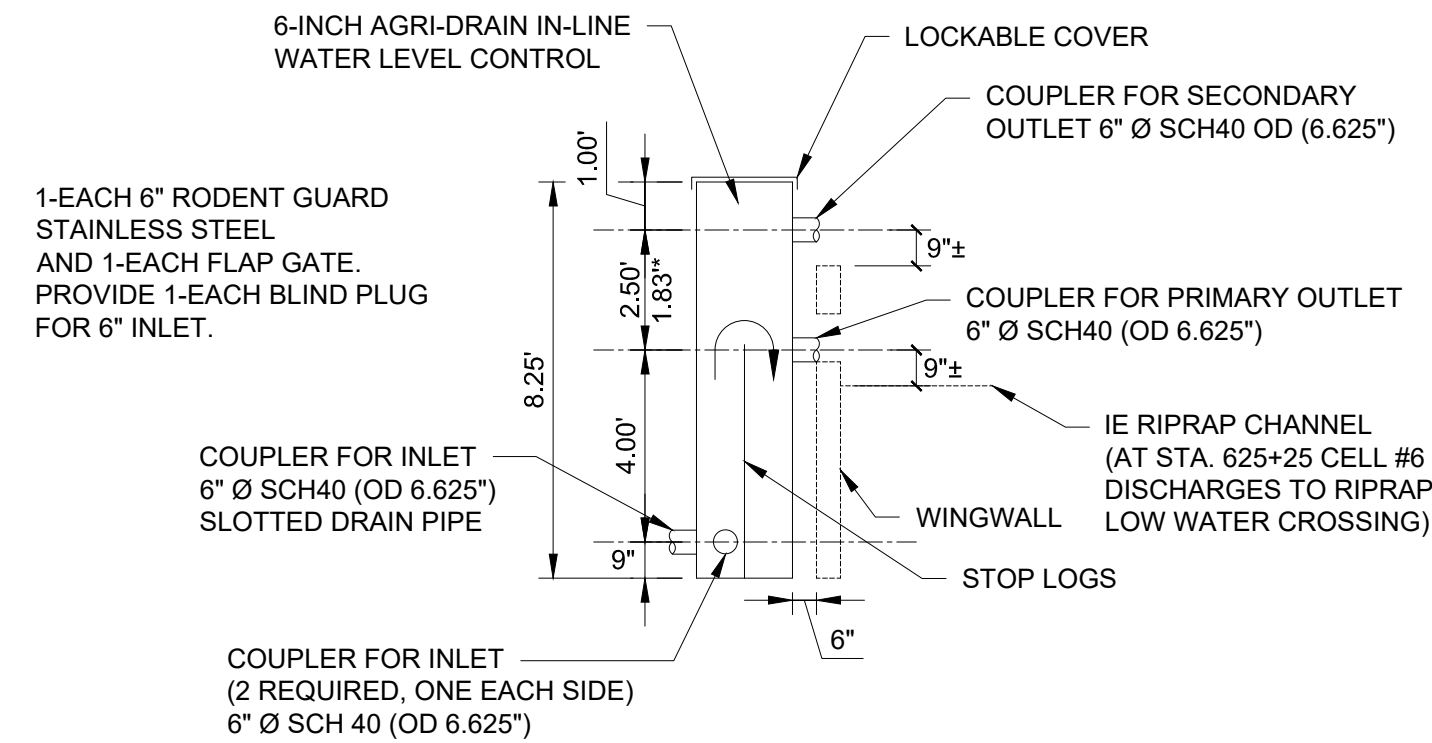 6-INCH AGRI-DRAIN IN-LINE
WATER LEVEL CONTROL
LOCKABLE COVER
COUPLER FOR SECONDARY
OUTLET 6" Ø SCH40 OD (6.625")
1.00'
1-EACH 6" RODENT GUARD
STAINLESS STEEL
AND 1-EACH FLAP GATE.
PROVIDE 1-EACH BLIND PLUG
FOR 6" INLET.
9"±
2.50'
1.83'*
COUPLER FOR PRIMARY OUTLET
6" Ø SCH40 (OD 6.625")
9"±
8.25'
4.00'
IE RIPRAP CHANNEL
(AT STA. 625+25 CELL #6
DISCHARGES TO RIPRAP
LOW WATER CROSSING)
COUPLER FOR INLET
6" Ø SCH40 (OD 6.625")
SLOTTED DRAIN PIPE
WINGWALL
9"
STOP LOGS
6"
COUPLER FOR INLET
(2 REQUIRED, ONE EACH SIDE)
6" Ø SCH 40 (OD 6.625")